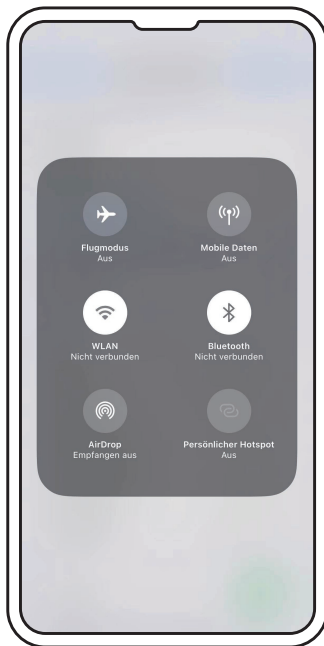 Flugmodus
Aus
Mobile Daten
Aus
WLAN
Nicht verbunden
Bluetooth
Nicht verbunden
AirDrop
Empfangen aus
Persönlicher Hotspot
Aus